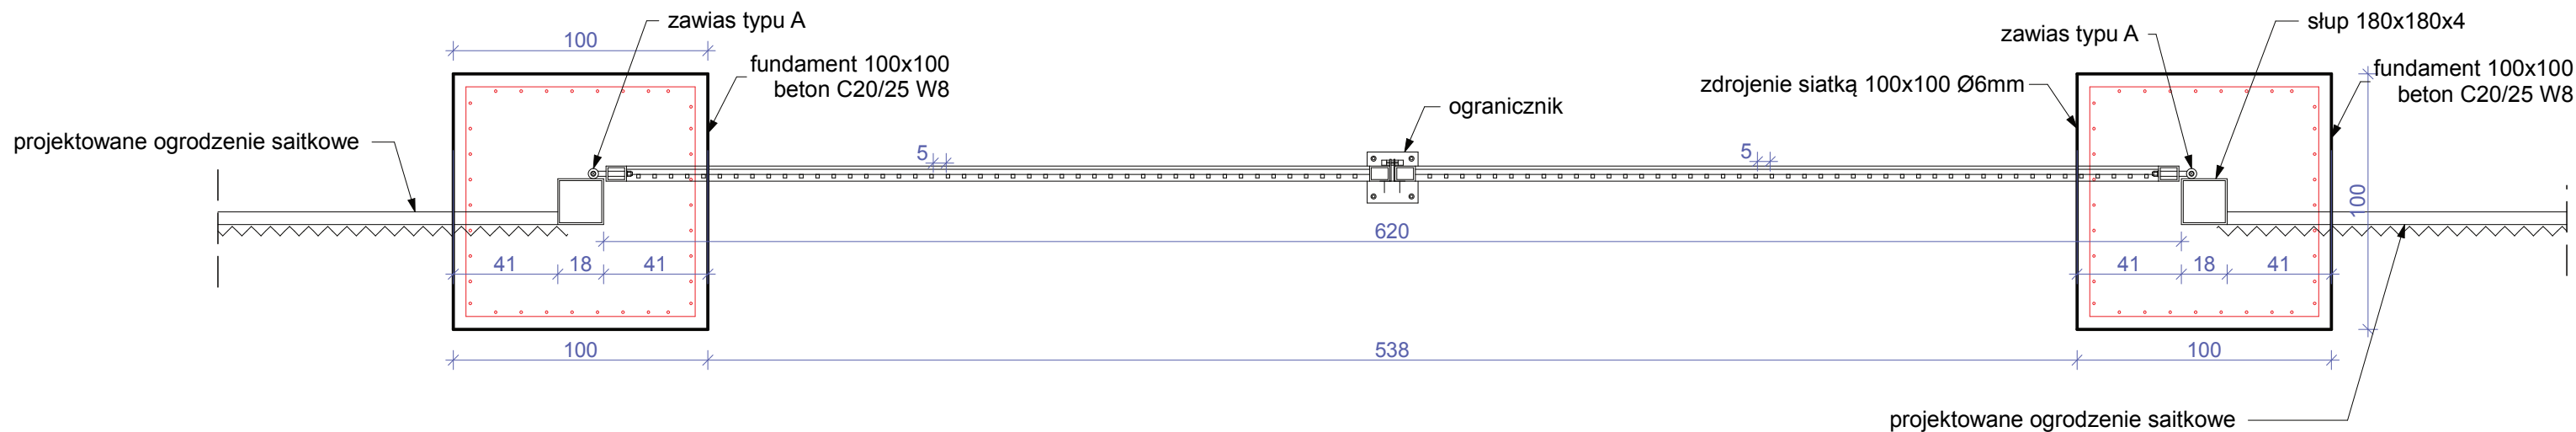 zawias typu A
słup 180x180x4
zawias typu A
100
fundament 100x100
beton C20/25 W8
fundament 100x100
beton C20/25 W8
zdrojenie siatką 100x100 Ø6mm
ogranicznik
projektowane ogrodzenie saitkowe
5
5
100
620
41
18
41
41
18
41
100
538
100
projektowane ogrodzenie saitkowe